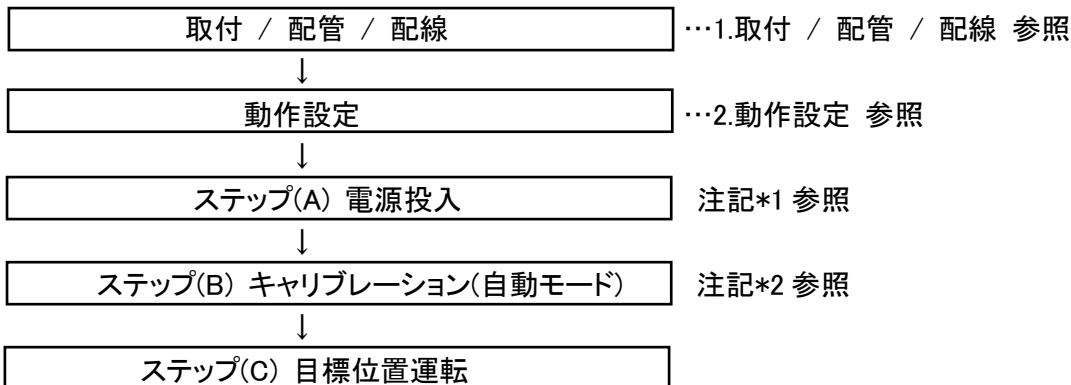 取付 / 配管 / 配線 …1.取付 / 配管 / 配線 参照
↓
動作設定 …2.動作設定 参照
↓
ステップ(A) 電源投入 注記*1 参照
↓
ステップ(B) キャリブレーション(自動モード) 注記*2 参照
↓
ステップ(C) 目標位置運転